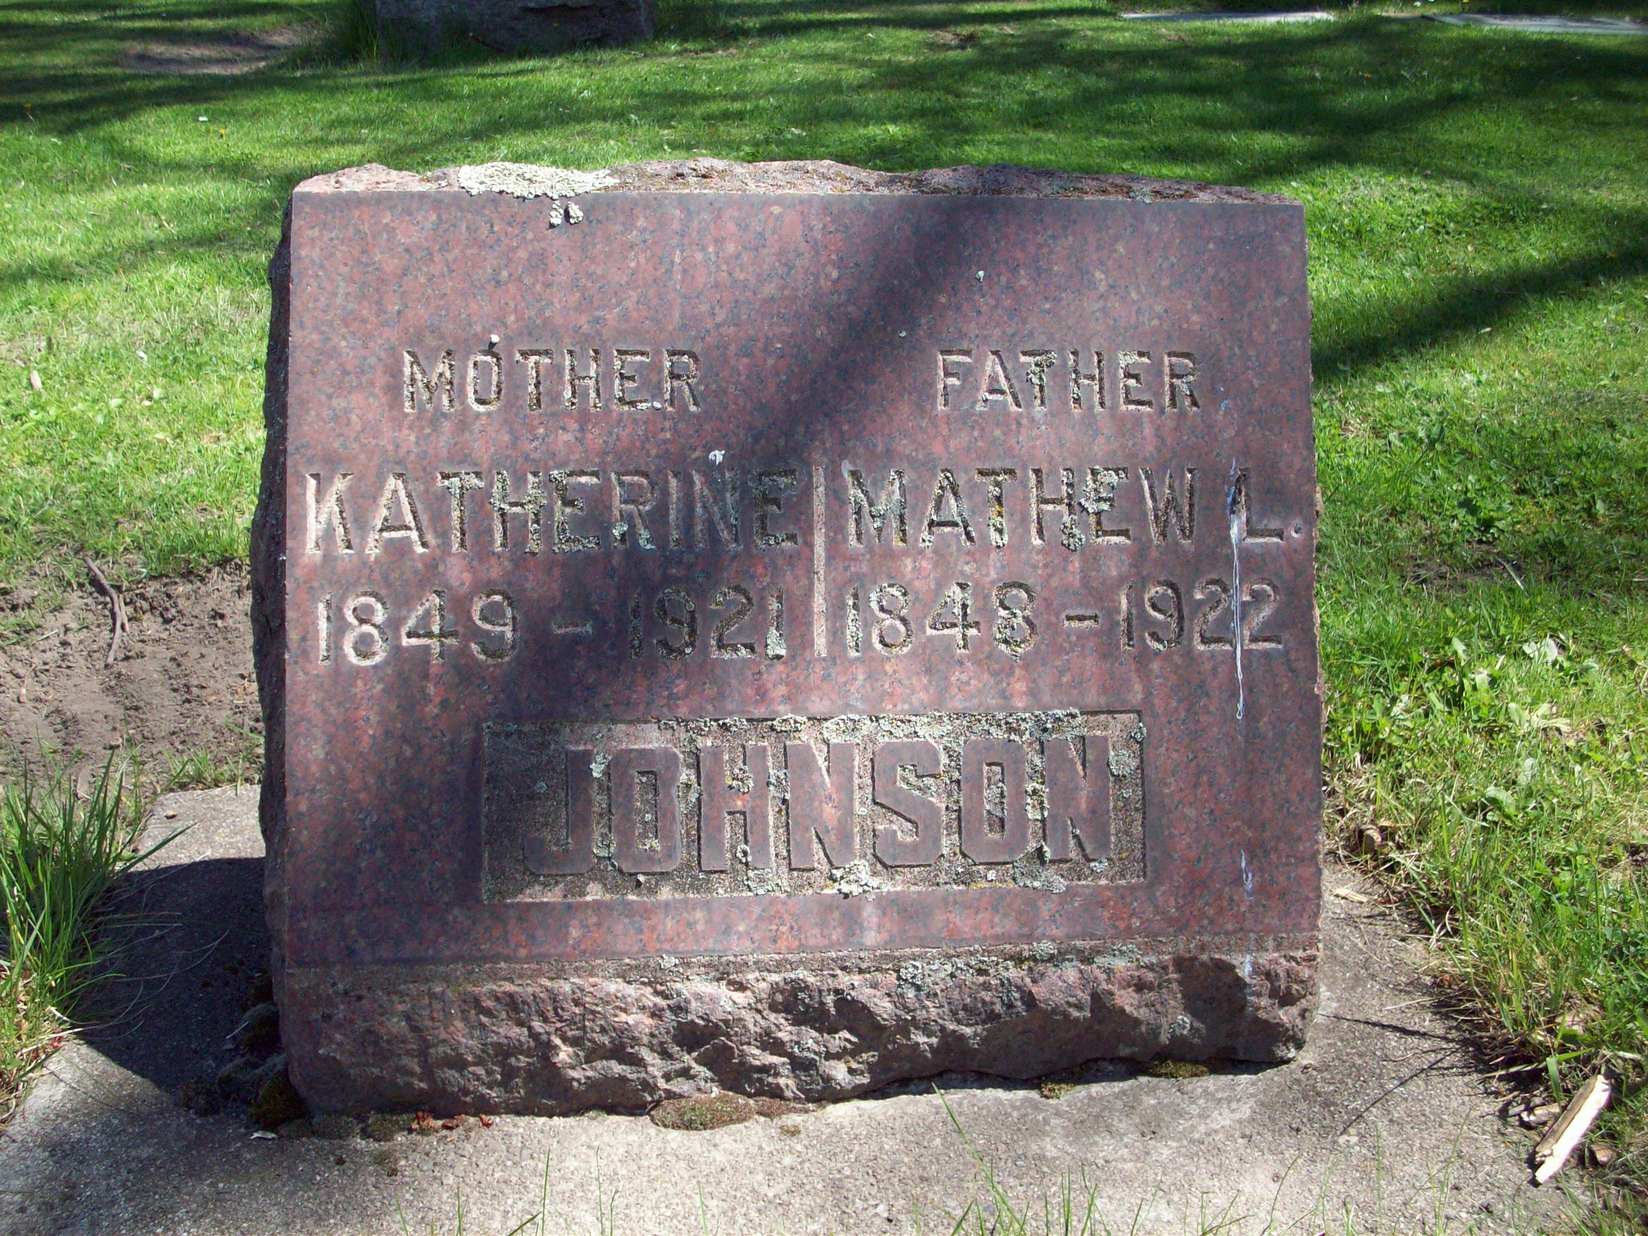 MOTHER
KATHERINE
1849 - 1921
FATHER
MATHEW L.
1848 - 1922
JOHNSON